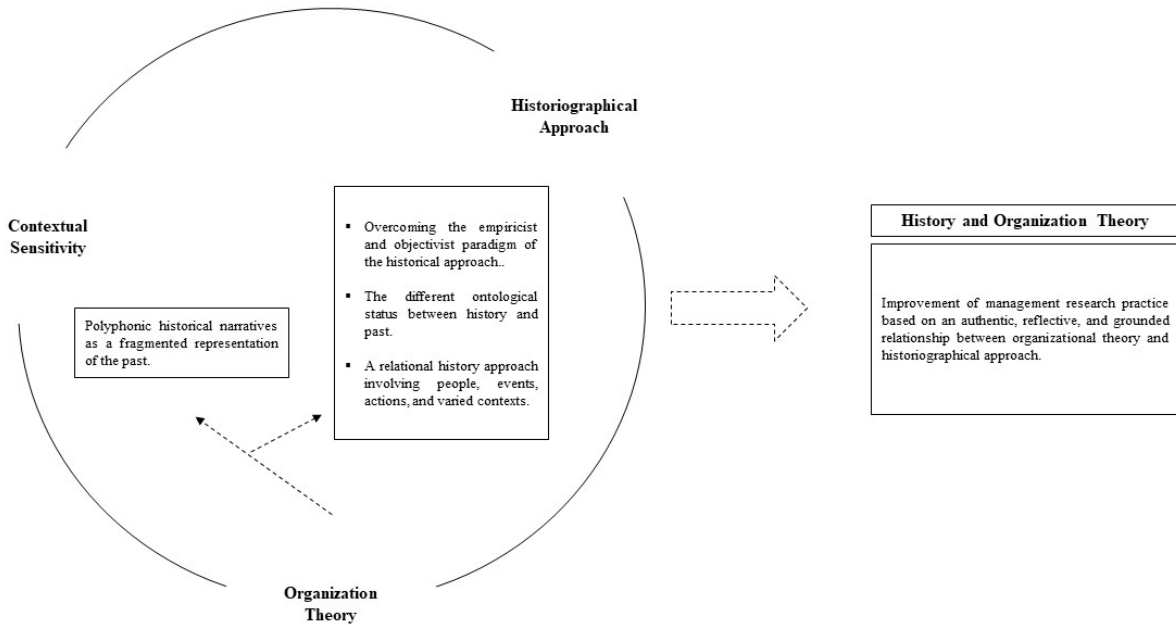 Historiographical
Approach
Contextual
Sensitivity
▪ Overcoming the empiricist
and objectivist paradigm of
the historical approach..
▪ The different ontological
status between history and
past.
▪ A relational history approach
involving people, events,
actions, and varied contexts.
Polyphonic historical narratives
as a fragmented representation
of the past.
Organization
Theory
History and Organization Theory
Improvement of management research practice
based on an authentic, reflective, and grounded
relationship between organizational theory and
historiographical approach.